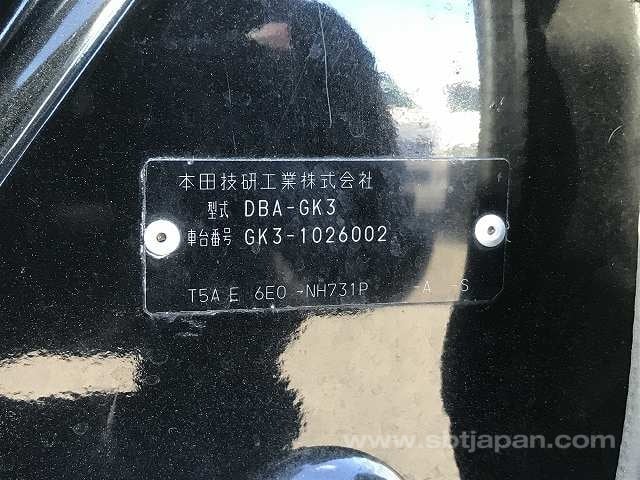 本田技研工業株式会社
型式 DBA-GK3
車台番号 GK3-1026002
T5A E 6E0 -NH731P -A -S
www.sbtjapan.com